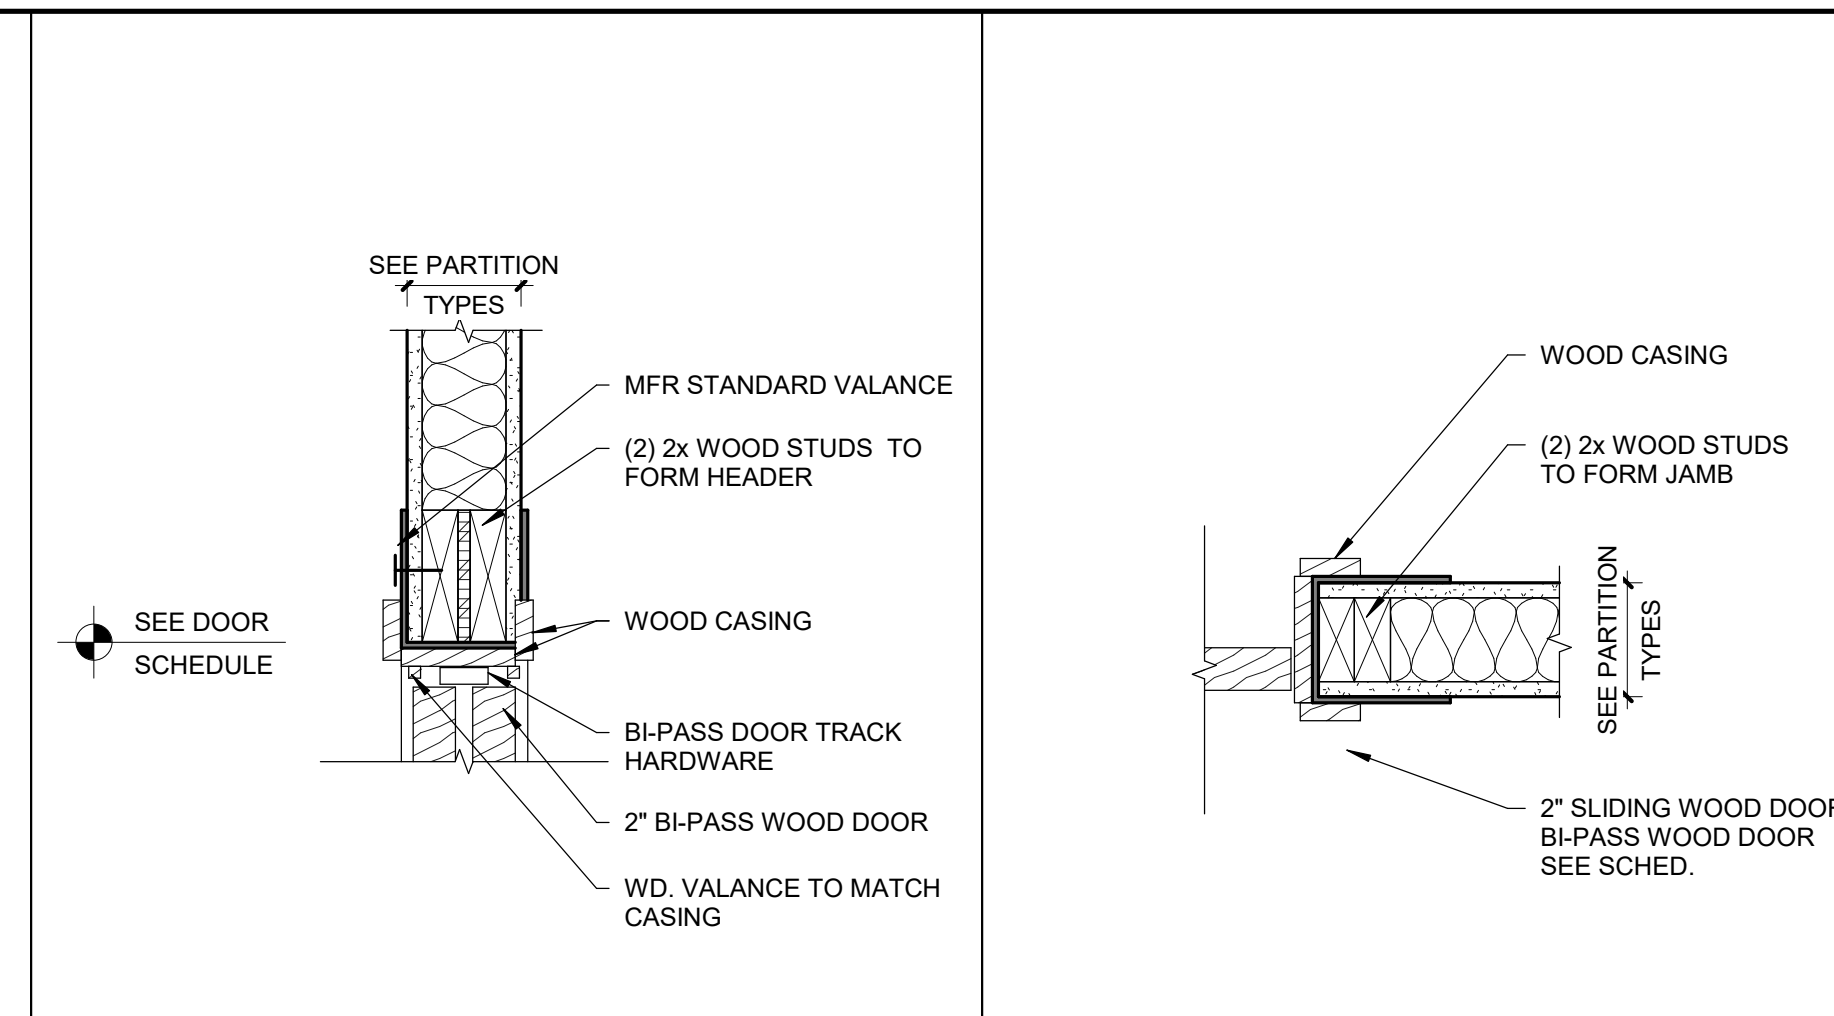 SEE PARTITION
TYPES
MFR STANDARD VALANCE
(2) 2x WOOD STUDS TO
FORM HEADER
WOOD CASING
SEE DOOR
SCHEDULE
BI-PASS DOOR TRACK
HARDWARE
2" BI-PASS WOOD DOOR
WD. VALANCE TO MATCH
CASING
WOOD CASING
(2) 2x WOOD STUDS
TO FORM JAMB
SEE PARTITION
TYPES
2" SLIDING WOOD DOOR
BI-PASS WOOD DOOR
SEE SCHED.